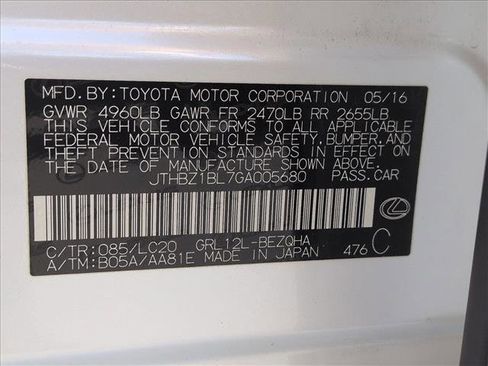 MFD.BY:TOYOTA MOTOR CORPORATION 05/16
GVWR 4960LB GAWR FR 2470LB RR 2655LB
THIS VEHICLE CONFORMS TO ALL APPLICABLE
FEDERAL MOTOR VEHICLE SAFETY,BUMPER,AND
THEFT PREVENTION STANDARDS IN EFFECT ON
THE DATE OF MANUFACTURE SHOWN ABOVE.
JTHBZ1BL7GA005680 PASS.CAR
C/TR:085/LC20 GRL12L-BEZQHA
A/TM:B05A/AA81E MADE IN JAPAN 476 C